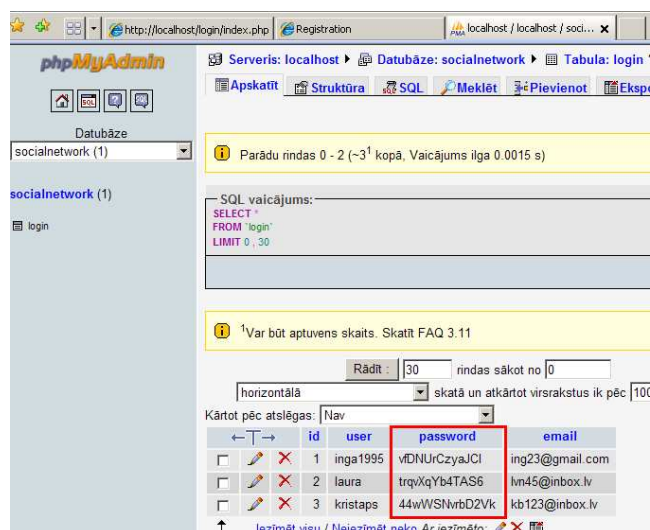 http://localhost/login/index.php Registration localhost / localhost / soci...
phpMyAdmin
Serveris: localhost Datubāze: socialnetwork Tabula: login
Apskatīt Struktūra SQL Meklēt Pievienot
SQL
Datubāze
socialnetwork (1)
Parādu rindas 0 - 2 (~3¹ kopā, Vaicājums ilga 0.0015 s)
socialnetwork (1)
login
SQL vaicājums:
SELECT *
FROM `login`
LIMIT 0 , 30
¹Var būt aptuvens skaits. Skatīt FAQ 3.11
Rādīt : 30 rindas sākot no 0
horizontālā skatā un atkārtot virsrakstus ik pēc 100
Kārtot pēc atslēgas: Nav
←T→ id user password email
1 inga1995 vfDNUrCzyaJCI ing23@gmail.com
2 laura trqvXqYb4TAS6 lvn45@inbox.lv
3 kristaps 44wWSNvrbD2Vk kb123@inbox.lv
Iezīmēt visu / Neiezīmēt neko Ar iezīmēto: